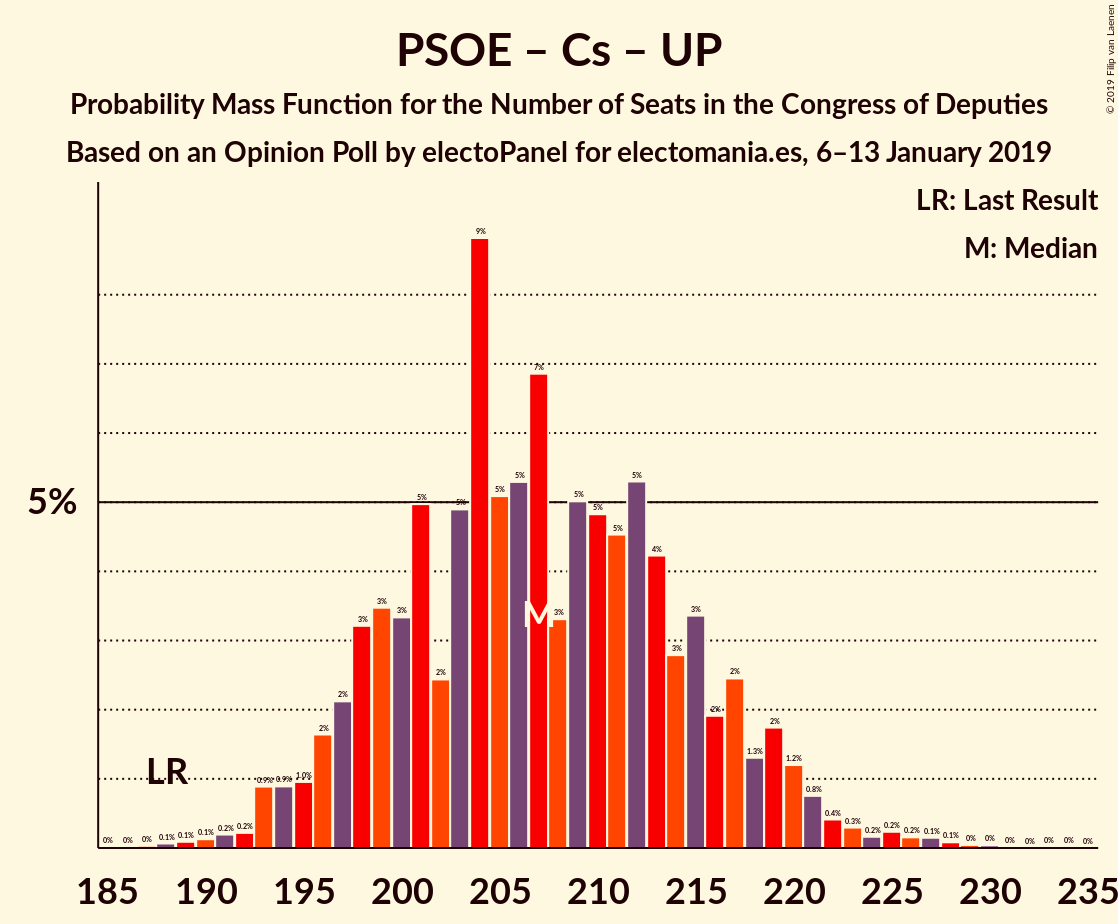 PSOE – Cs – UP
Probability Mass Function for the Number of Seats in the Congress of Deputies
Based on an Opinion Poll by electoPanel for electomania.es, 6–13 January 2019
© 2019 Filip van Laenen
LR: Last Result
M: Median
5%
LR
M
0% 0% 0% 0.1% 0.1% 0.1% 0.2% 0.2% 0.9% 0.9% 1.0% 2% 2% 3% 3% 3% 5% 2% 5% 9% 5% 5% 7% 3% 5% 5% 5% 5% 4% 3% 3% 2% 2% 1.3% 2% 1.2% 0.8% 0.4% 0.3% 0.2% 0.2% 0.2% 0.1% 0.1% 0% 0% 0% 0% 0% 0% 0%
185 190 195 200 205 210 215 220 225 230 235